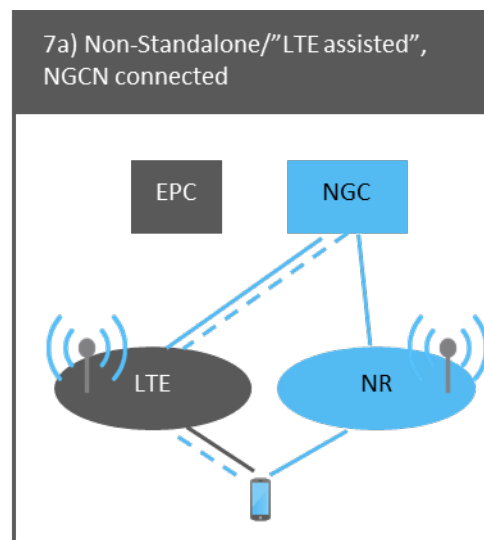 7a) Non-Standalone/”LTE assisted”,
NGCN connected
EPC
NGC
LTE
NR